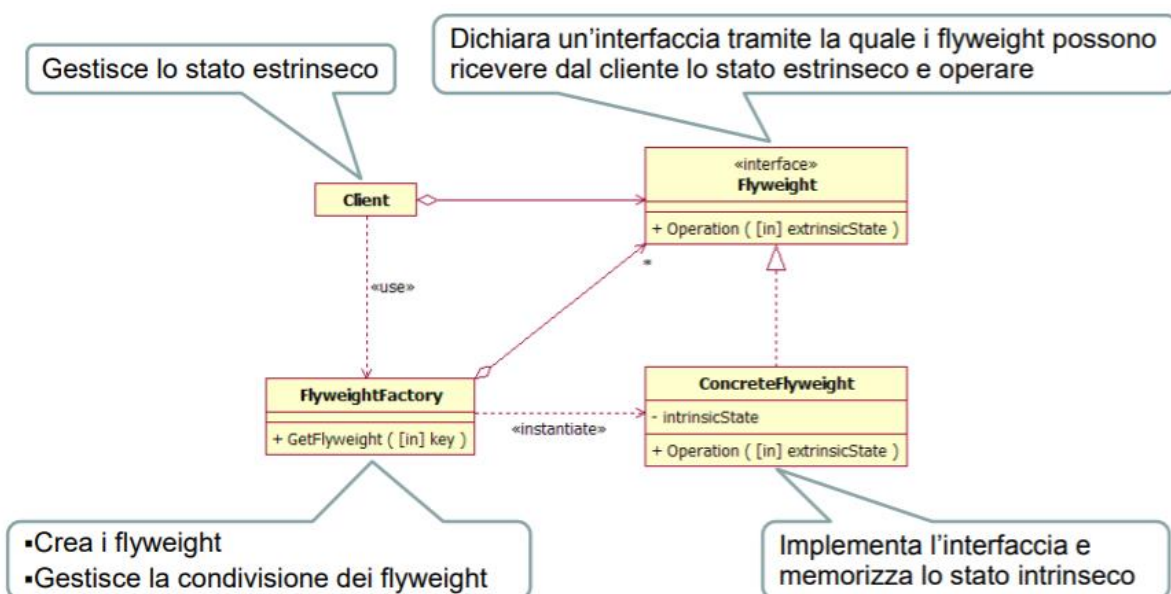 Gestisce lo stato estrinseco
Dichiara un'interfaccia tramite la quale i flyweight possono
ricevere dal cliente lo stato estrinseco e operare
«interface»
Flyweight
+ Operation ( [in] extrinsicState )
Client
*
«use»
FlyweightFactory
+ GetFlyweight ( [in] key )
«instantiate»
ConcreteFlyweight
- intrinsicState
+ Operation ( [in] extrinsicState )
▪Crea i flyweight
▪Gestisce la condivisione dei flyweight
Implementa l'interfaccia e
memorizza lo stato intrinseco